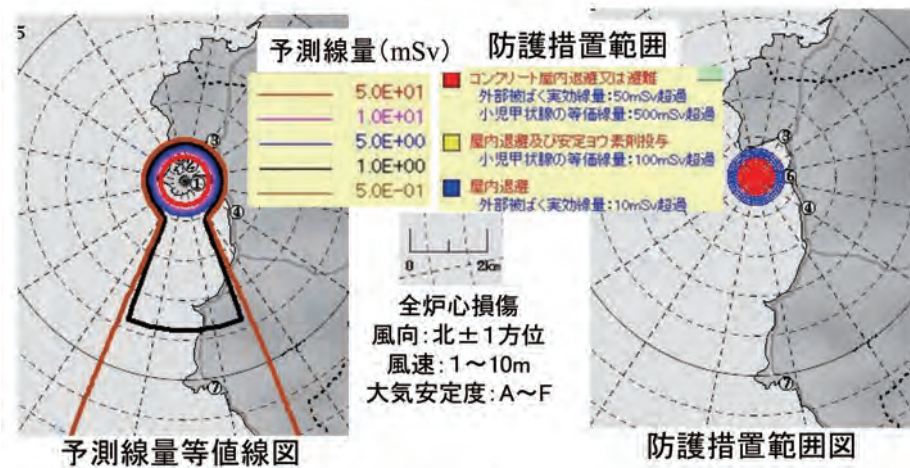 5
予測線量(mSv)
5.0E+01
1.0E+01
5.0E+00
1.0E+00
5.0E-01
防護措置範囲
コンクリート屋内退避又は避難
外部被ばく実効線量:50mSv超過
小児甲状腺の等価線量:500mSv超過
屋内退避及び安定ヨウ素剤投与
小児甲状腺の等価線量:100mSv超過
屋内退避
外部被ばく実効線量:10mSv超過
③
②
①
④
⑦
③
⑥
④
⑦
0 2km
全炉心損傷
風向:北±1方位
風速:1~10m
大気安定度:A~F
予測線量等値線図
防護措置範囲図